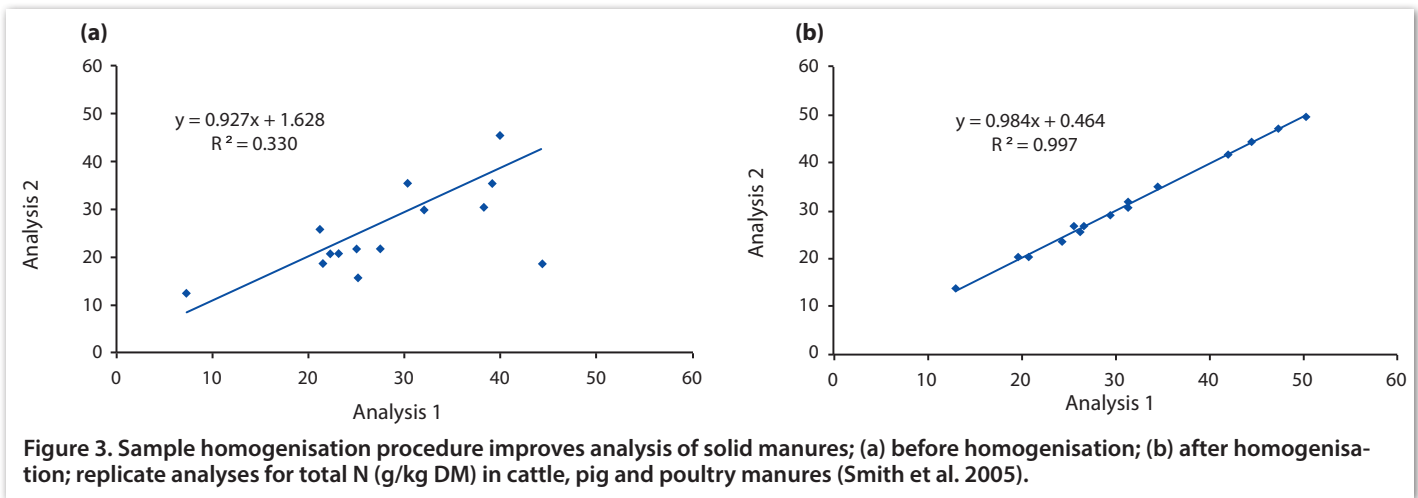 (a)
60
50
40
30
20
10
0
y = 0.927x + 1.628
R² = 0.330
Analysis 2
0 10 20 30 40 50 60
Analysis 1
(b)
60
50
40
30
20
10
0
y = 0.984x + 0.464
R² = 0.997
Analysis 2
0 10 20 30 40 50 60
Analysis 1
Figure 3. Sample homogenisation procedure improves analysis of solid manures; (a) before homogenisation; (b) after homogenisa-
tion; replicate analyses for total N (g/kg DM) in cattle, pig and poultry manures (Smith et al. 2005).